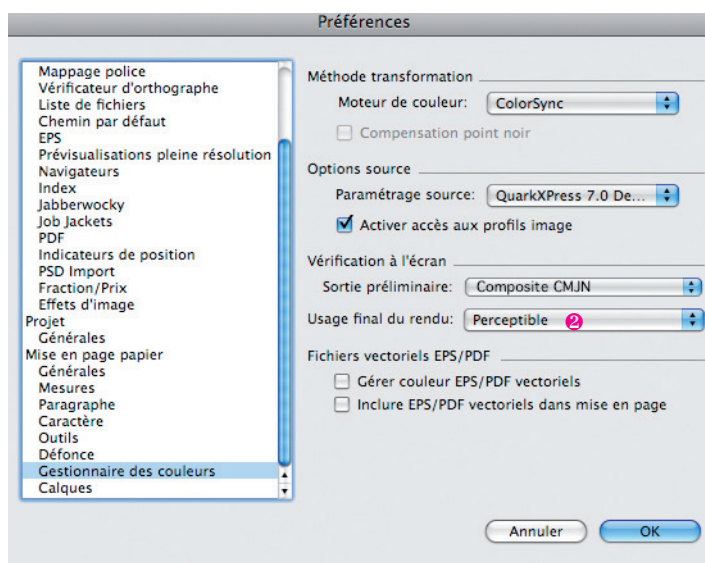 Préférences
Mappage police
Vérificateur d'orthographe
Liste de fichiers
Chemin par défaut
EPS
Prévisualisations pleine résolution
Navigateurs
Index
Jabberwocky
Job Jackets
PDF
Indicateurs de position
PSD Import
Fraction/Prix
Effets d'image
Projet
Générales
Mise en page papier
Générales
Mesures
Paragraphe
Caractère
Outils
Défonce
Gestionnaire des couleurs
Calques
Méthode transformation
Moteur de couleur: ColorSync
Compensation point noir
Options source
Paramétrage source: QuarkXPress 7.0 De...
Activer accès aux profils image
Vérification à l'écran
Sortie préliminaire: Composite CMJN
Usage final du rendu: Perceptible 2
Fichiers vectoriels EPS/PDF
Gérer couleur EPS/PDF vectoriels
Inclure EPS/PDF vectoriels dans mise en page
Annuler OK